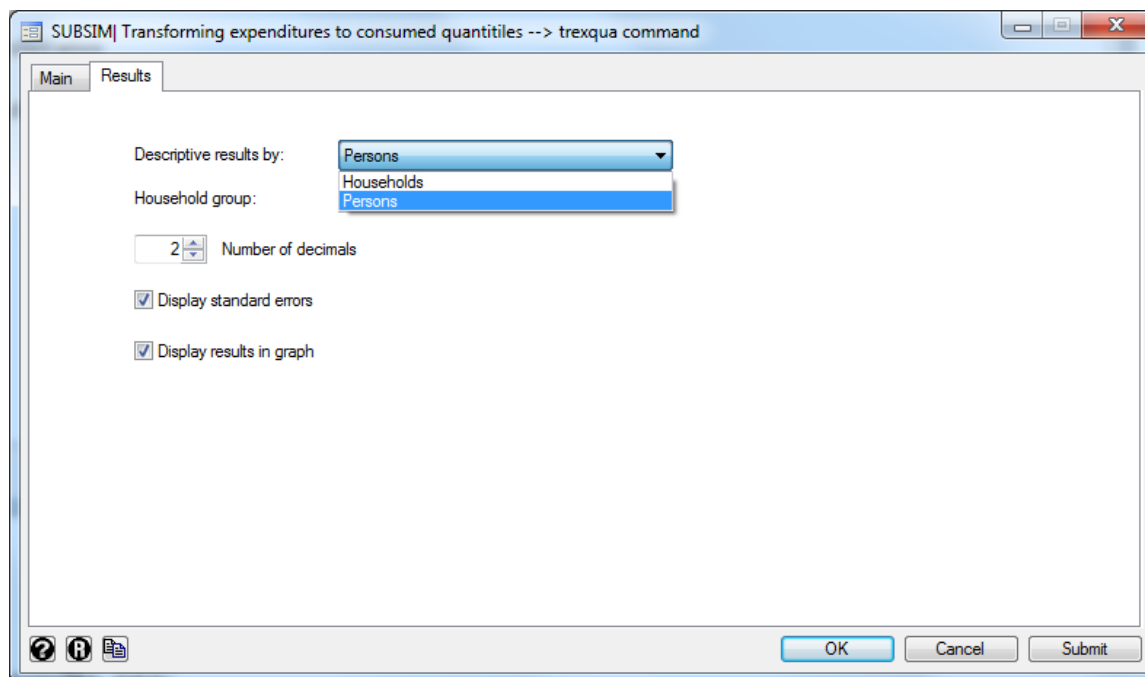 SUBSIM| Transforming expenditures to consumed quantitiles --> trexqua command
Main Results
Descriptive results by: Persons
Households
Household group: Persons
2 Number of decimals
Display standard errors
Display results in graph
? R OK Cancel Submit